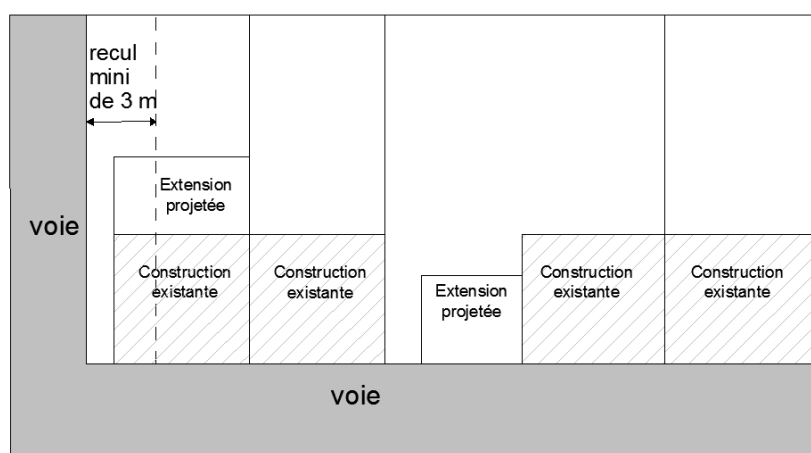 recul
mini
de 3 m
Extension
projetée
voie
Construction
existante
Construction
existante
Extension
projetée
Construction
existante
Construction
existante
voie